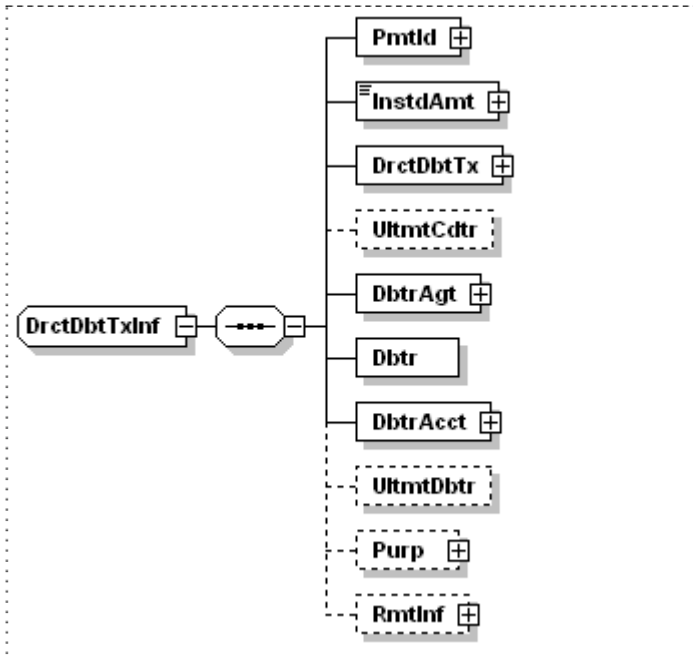 PmtId
InstdAmt
DrctDbtTx
UltmtCdtr
DbtrAgt
DrctDbtTxInf
Dbtr
DbtrAcct
UltmtDbtr
Purp
RmtInf